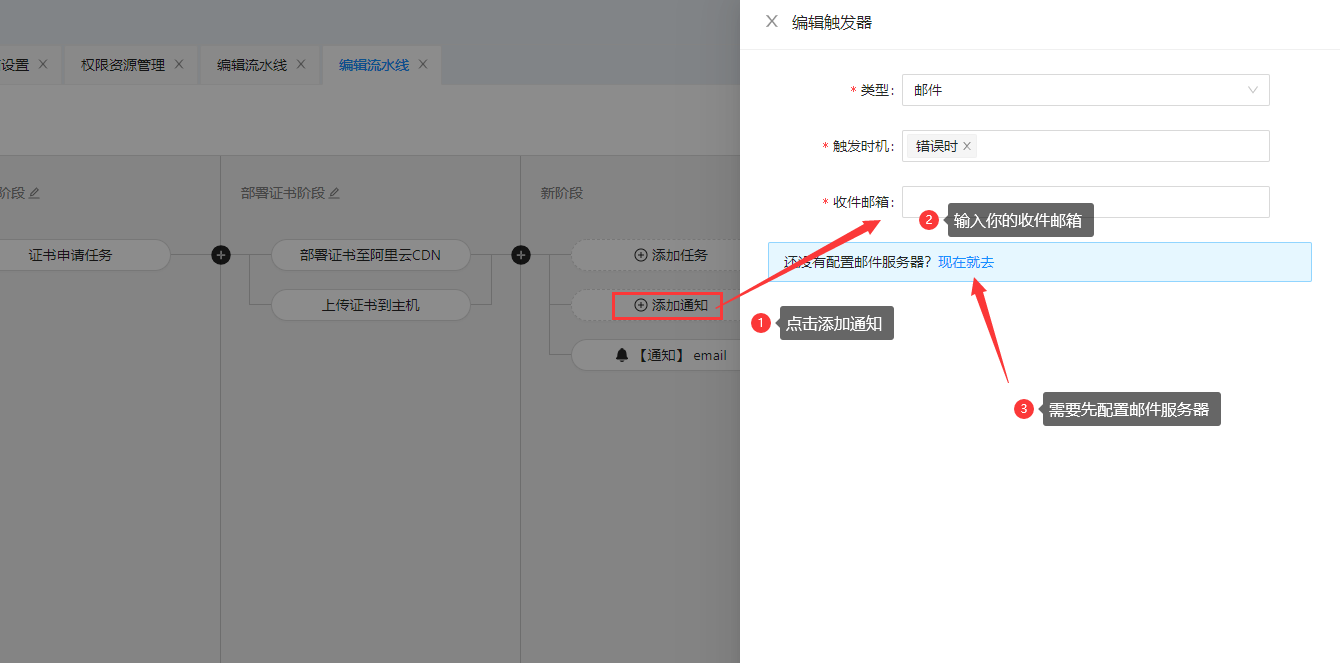 编辑触发器
设置
权限资源管理
编辑流水线
编辑流水线
* 类型:
邮件
* 触发时机:
错误时
阶段
部署证书阶段
新阶段
* 收件邮箱:
2
输入你的收件邮箱
证书申请任务
部署证书至阿里云CDN
添加任务
还没有配置邮件服务器？现在就去
上传证书到主机
添加通知
1
点击添加通知
【通知】 email
3
需要先配置邮件服务器